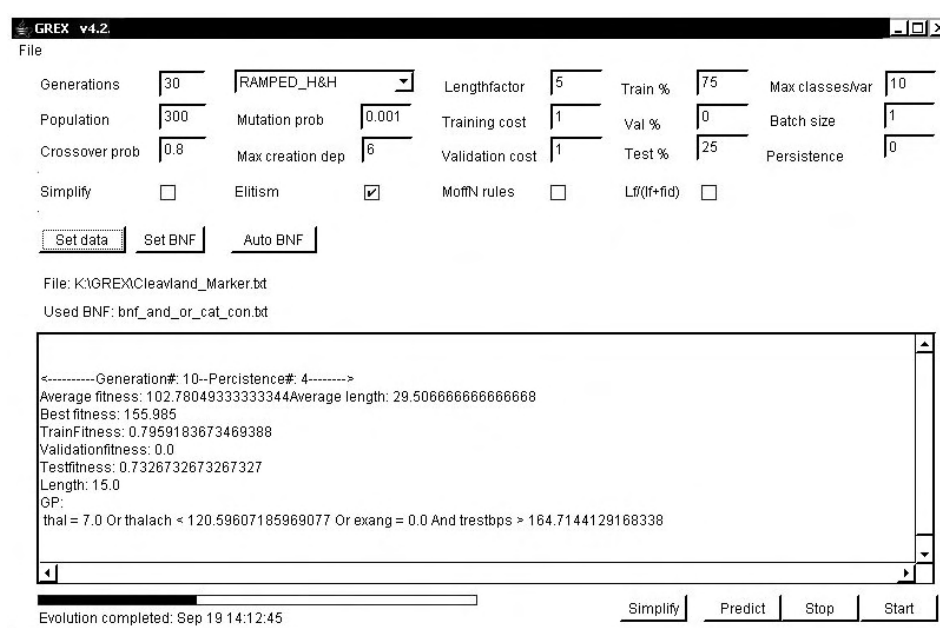 GREX v4.2.
File
Generations 30 RAMPED_H&H Lengthfactor 5 Train % 75 Max classes/var 10
Population 300 Mutation prob 0.001 Training cost 1 Val % 0 Batch size 1
Crossover prob 0.8 Max creation dep 6 Validation cost 1 Test % 25 Persistence 0
Simplify Elitism MoffN rules Lf/(lf+fid)
Set data Set BNF Auto BNF
File: K:\GREX\Cleavland_Marker.txt
Used BNF: bnf_and_or_cat_con.txt
<----------Generation#: 10--Percistence#: 4-------->
Average fitness: 102.78049333333344Average length: 29.506666666666668
Best fitness: 155.985
TrainFitness: 0.7959183673469388
Validationfitness: 0.0
Testfitness: 0.7326732673267327
Length: 15.0
GP:
thal = 7.0 Or thalach < 120.59607185969077 Or exang = 0.0 And trestbps > 164.7144129168338
Simplify Predict Stop Start
Evolution completed: Sep 19 14:12:45